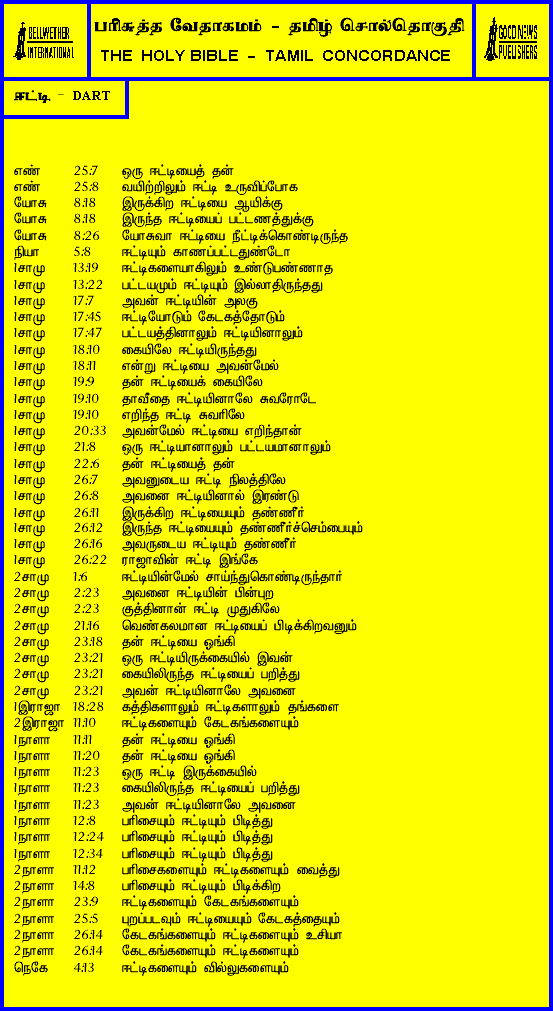 BELLWETHER
INTERNATIONAL
பரிசுத்த வேதாகமம் - தமிழ் சொல்தொகுதி
THE HOLY BIBLE - TAMIL CONCORDANCE
GOOD NEWS
PUBLISHERS
ஈட்டி - DART
எண் 25:7 ஒரு ஈட்டியைத் தன்
எண் 25:8 வயிற்றிலும் ஈட்டி உருவிப்போக
யோசு 8:18 இருக்கிற ஈட்டியை ஆயிக்கு
யோசு 8:18 இருந்த ஈட்டியைப் பட்டணத்துக்கு
யோசு 8:26 யோசுவா ஈட்டியை நீட்டிக்கொண்டிருந்த
நியா 5:8 ஈட்டியும் காணப்பட்டதுண்டோ
1சாமு 13:19 ஈட்டிகளையாகிலும் உண்டுபண்ணாத
1சாமு 13:22 பட்டயமும் ஈட்டியும் இல்லாதிருந்தது
1சாமு 17:7 அவன் ஈட்டியின் அலகு
1சாமு 17:45 ஈட்டியோடும் கேடகத்தோடும்
1சாமு 17:47 பட்டயத்தினாலும் ஈட்டியினாலும்
1சாமு 18:10 கையிலே ஈட்டியிருந்தது
1சாமு 18:11 என்று ஈட்டியை அவன்மேல்
1சாமு 19:9 தன் ஈட்டியைக் கையிலே
1சாமு 19:10 தாவீதை ஈட்டியினாலே சுவரோடே
1சாமு 19:10 எறிந்த ஈட்டி சுவரிலே
1சாமு 20:33 அவன்மேல் ஈட்டியை எறிந்தான்
1சாமு 21:8 ஒரு ஈட்டியானாலும் பட்டயமானாலும்
1சாமு 22:6 தன் ஈட்டியைத் தன்
1சாமு 26:7 அவனுடைய ஈட்டி நிலத்திலே
1சாமு 26:8 அவனை ஈட்டியினால் இரண்டு
1சாமு 26:11 இருக்கிற ஈட்டியையும் தண்ணீர்
1சாமு 26:12 இருந்த ஈட்டியையும் தண்ணீர்ச்செம்பையும்
1சாமு 26:16 அவருடைய ஈட்டியும் தண்ணீர்
1சாமு 26:22 ராஜாவின் ஈட்டி இங்கே
2சாமு 1:6 ஈட்டியின்மேல் சாய்ந்துகொண்டிருந்தார்
2சாமு 2:23 அவனை ஈட்டியின் பின்புற
2சாமு 2:23 குத்தினான் ஈட்டி முதுகிலே
2சாமு 21:16 வெண்கலமான ஈட்டியைப் பிடிக்கிறவனும்
2சாமு 23:18 தன் ஈட்டியை ஓங்கி
2சாமு 23:21 ஒரு ஈட்டியிருக்கையில் இவன்
2சாமு 23:21 கையிலிருந்த ஈட்டியைப் பறித்து
2சாமு 23:21 அவன் ஈட்டியினாலே அவனை
1இராஜா 18:28 கத்திகளாலும் ஈட்டிகளாலும் தங்களை
2இராஜா 11:10 ஈட்டிகளையும் கேடகங்களையும்
1நாளா 11:11 தன் ஈட்டியை ஓங்கி
1நாளா 11:20 தன் ஈட்டியை ஓங்கி
1நாளா 11:23 ஒரு ஈட்டி இருக்கையில்
1நாளா 11:23 கையிலிருந்த ஈட்டியைப் பறித்து
1நாளா 11:23 அவன் ஈட்டியினாலே அவனை
1நாளா 12:8 பரிசையும் ஈட்டியும் பிடித்து
1நாளா 12:24 பரிசையும் ஈட்டியும் பிடித்து
1நாளா 12:34 பரிசையும் ஈட்டியும் பிடித்து
2நாளா 11:12 பரிசைகளையும் ஈட்டிகளையும் வைத்து
2நாளா 14:8 பரிசையும் ஈட்டியும் பிடிக்கிற
2நாளா 23:9 ஈட்டிகளையும் கேடகங்களையும்
2நாளா 25:5 புறப்படவும் ஈட்டியையும் கேடகத்தையும்
2நாளா 26:14 கேடகங்களையும் ஈட்டிகளையும் உசியா
2நாளா 26:14 கேடகங்களையும் ஈட்டிகளையும்
நெகே 4:13 ஈட்டிகளையும் வில்லுகளையும்